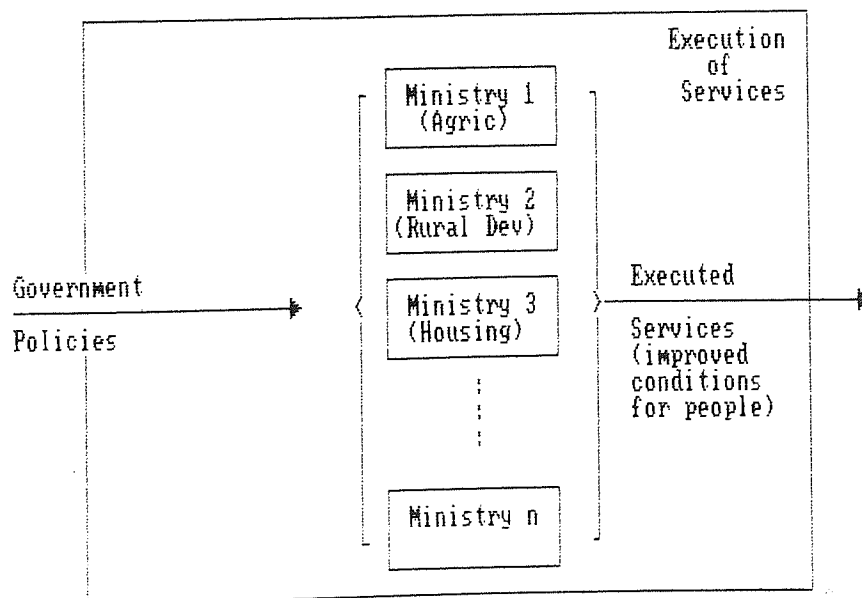 Execution
of
Services
Ministry 1
(Agric)
Ministry 2
(Rural Dev)
Government
Policies
Ministry 3
(Housing)
Executed
Services
(improved
conditions
for people)
Ministry n